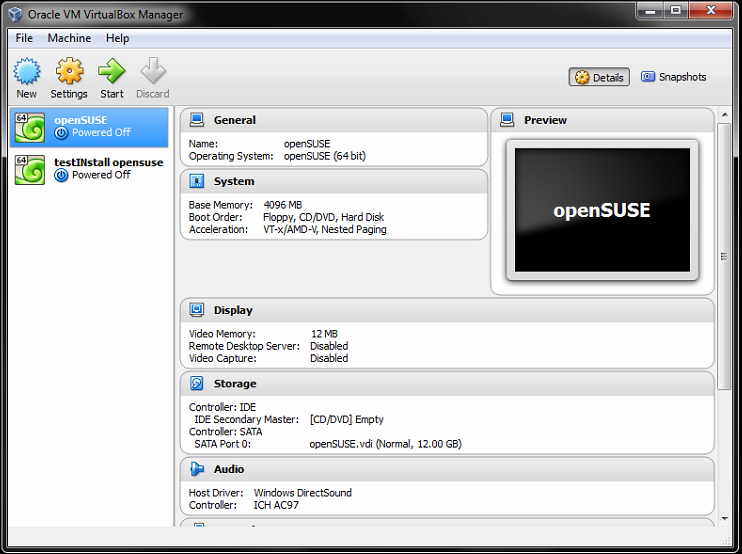 Oracle VM VirtualBox Manager
File Machine Help
New Settings Start Discard
Details Snapshots
64 openSUSE
Powered Off
64 testINstall opensuse
Powered Off
General
Name: openSUSE
Operating System: openSUSE (64 bit)
System
Base Memory: 4096 MB
Boot Order: Floppy, CD/DVD, Hard Disk
Acceleration: VT-x/AMD-V, Nested Paging
Preview
openSUSE
Display
Video Memory: 12 MB
Remote Desktop Server: Disabled
Video Capture: Disabled
Storage
Controller: IDE
IDE Secondary Master: [CD/DVD] Empty
Controller: SATA
SATA Port 0: openSUSE.vdi (Normal, 12.00 GB)
Audio
Host Driver: Windows DirectSound
Controller: ICH AC97